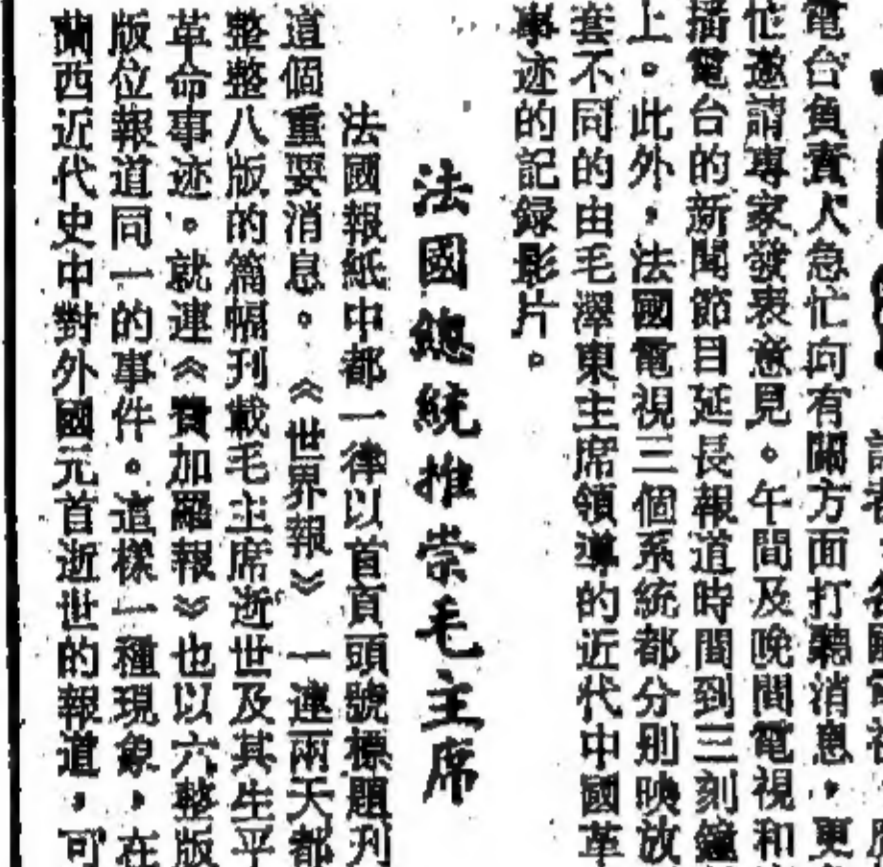 電台負責人急忙向有關方面打聽消息，更
忙邀請專家發表意見。午間及晚間電視和
播電台的新聞節目延長報道時間到三刻鐘
上。此外，法國電視三個系統都分別映放
套不同的由毛澤東主席領導的近代中國革
事迹的記録影片。
法國總統推崇毛主席
法國報紙中都一律以首頁頭號標題刊
這個重要消息。《世界報》一連兩天都
整整八版的篇幅刊載毛主席逝世及其生平
革命事迹。就連《費加羅報》也以六整版
版位報道同一的事件。這樣一種現象，在
蘭西近代史中對外國元首逝世的報道，可